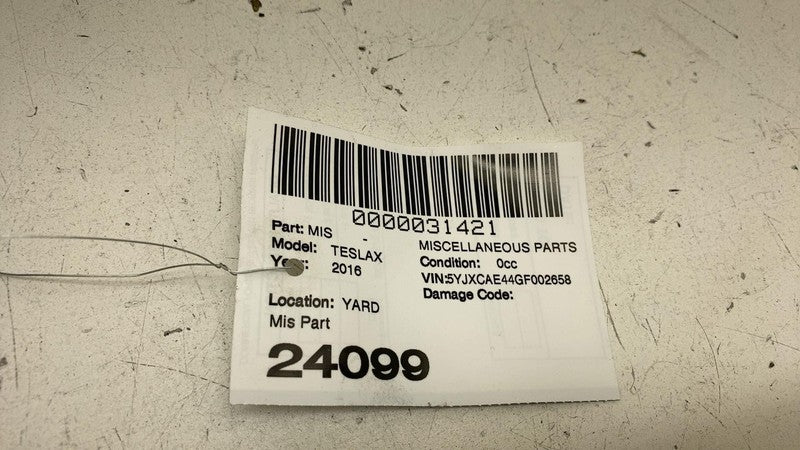 0000031421
Part: MIS - MISCELLANEOUS PARTS
Model: TESLAX Condition: 0cc
Year: 2016 VIN:5YJXCAE44GF002658
Damage Code:
Location: YARD
Mis Part
24099